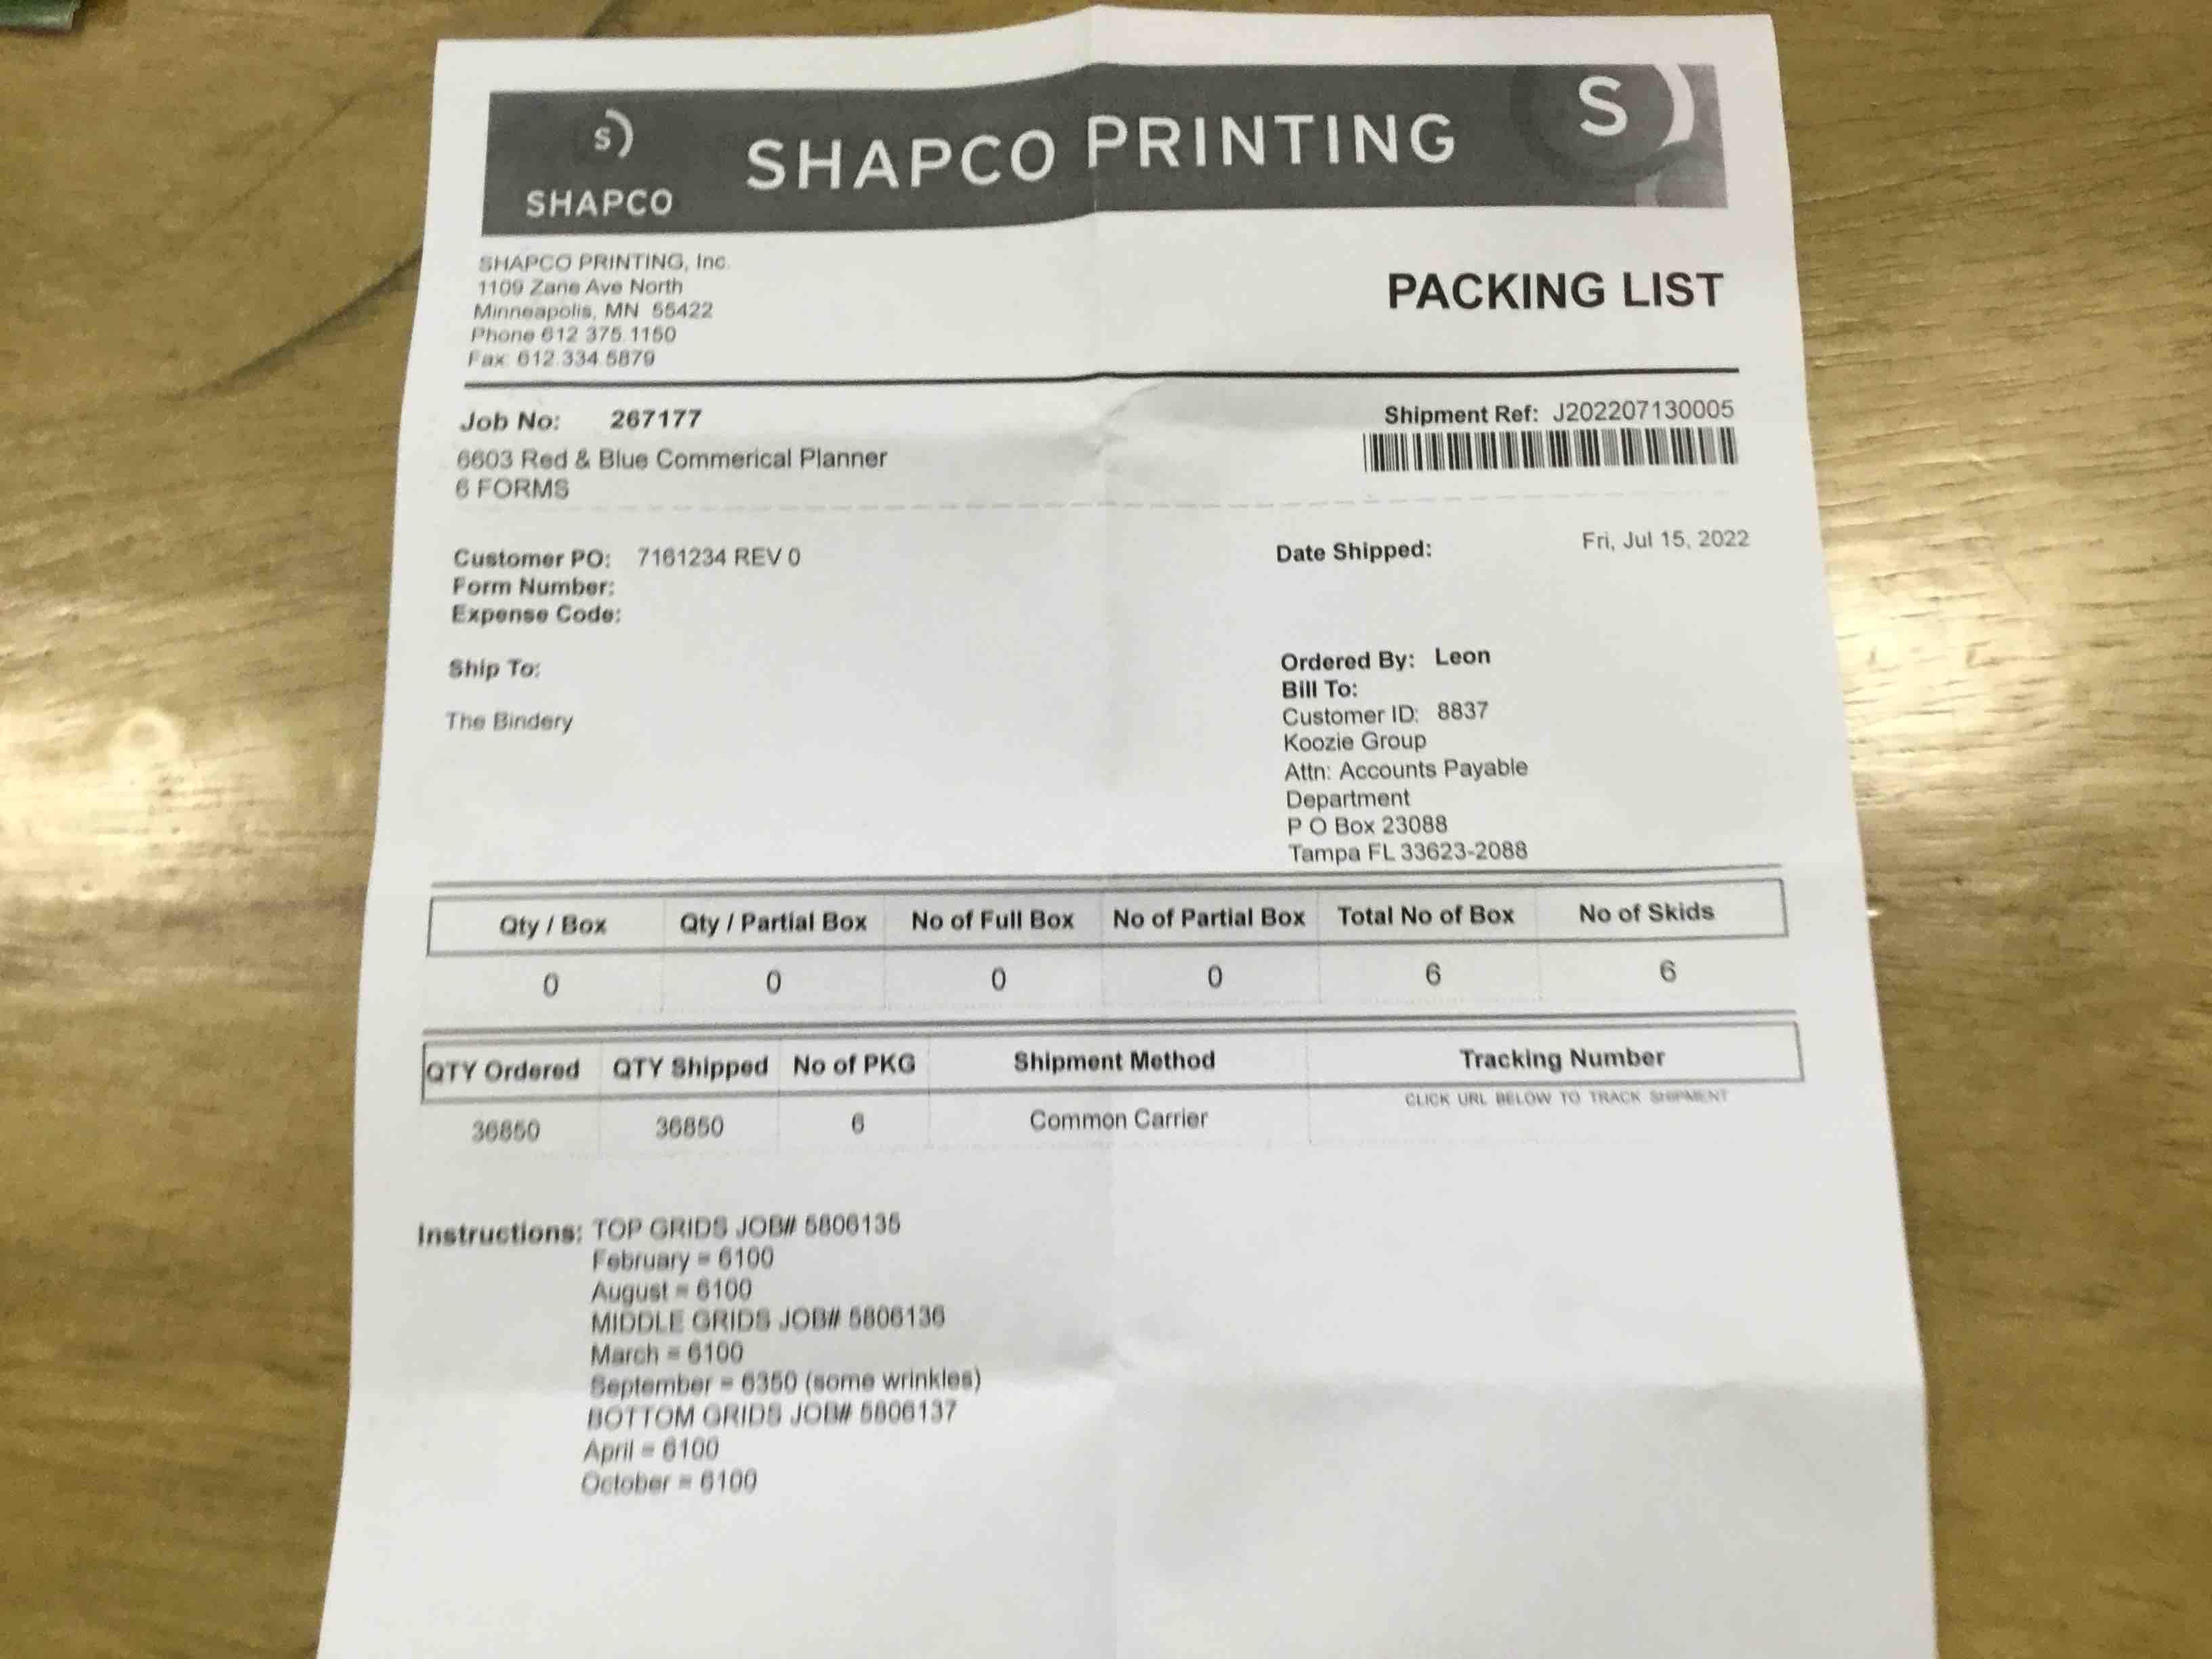 S)
SHAPCO
SHAPCO PRINTING
S)
SHAPCO PRINTING, Inc.
1109 Zane Ave North
Minneapolis, MN 55422
Phone 612.375.1150
Fax: 612.334.5879
PACKING LIST
Job No: 267177
Shipment Ref: J202207130005
6603 Red & Blue Commerical Planner
6 FORMS
Customer PO: 7161234 REV 0
Date Shipped: Fri, Jul 15, 2022
Form Number:
Expense Code:
Ship To:
The Bindery
Ordered By: Leon
Bill To:
Customer ID: 8837
Koozie Group
Attn: Accounts Payable
Department
P O Box 23088
Tampa FL 33623-2088
Qty / Box Qty / Partial Box No of Full Box No of Partial Box Total No of Box No of Skids
0 0 0 0 6 6
QTY Ordered QTY Shipped No of PKG Shipment Method Tracking Number
CLICK URL BELOW TO TRACK SHIPMENT
36850 36850 6 Common Carrier
Instructions: TOP GRIDS JOB# 5806135
February = 6100
August = 6100
MIDDLE GRIDS JOB# 5806136
March = 6100
September = 6350 (some wrinkles)
BOTTOM GRIDS JOB# 5806137
April = 6100
October = 6100